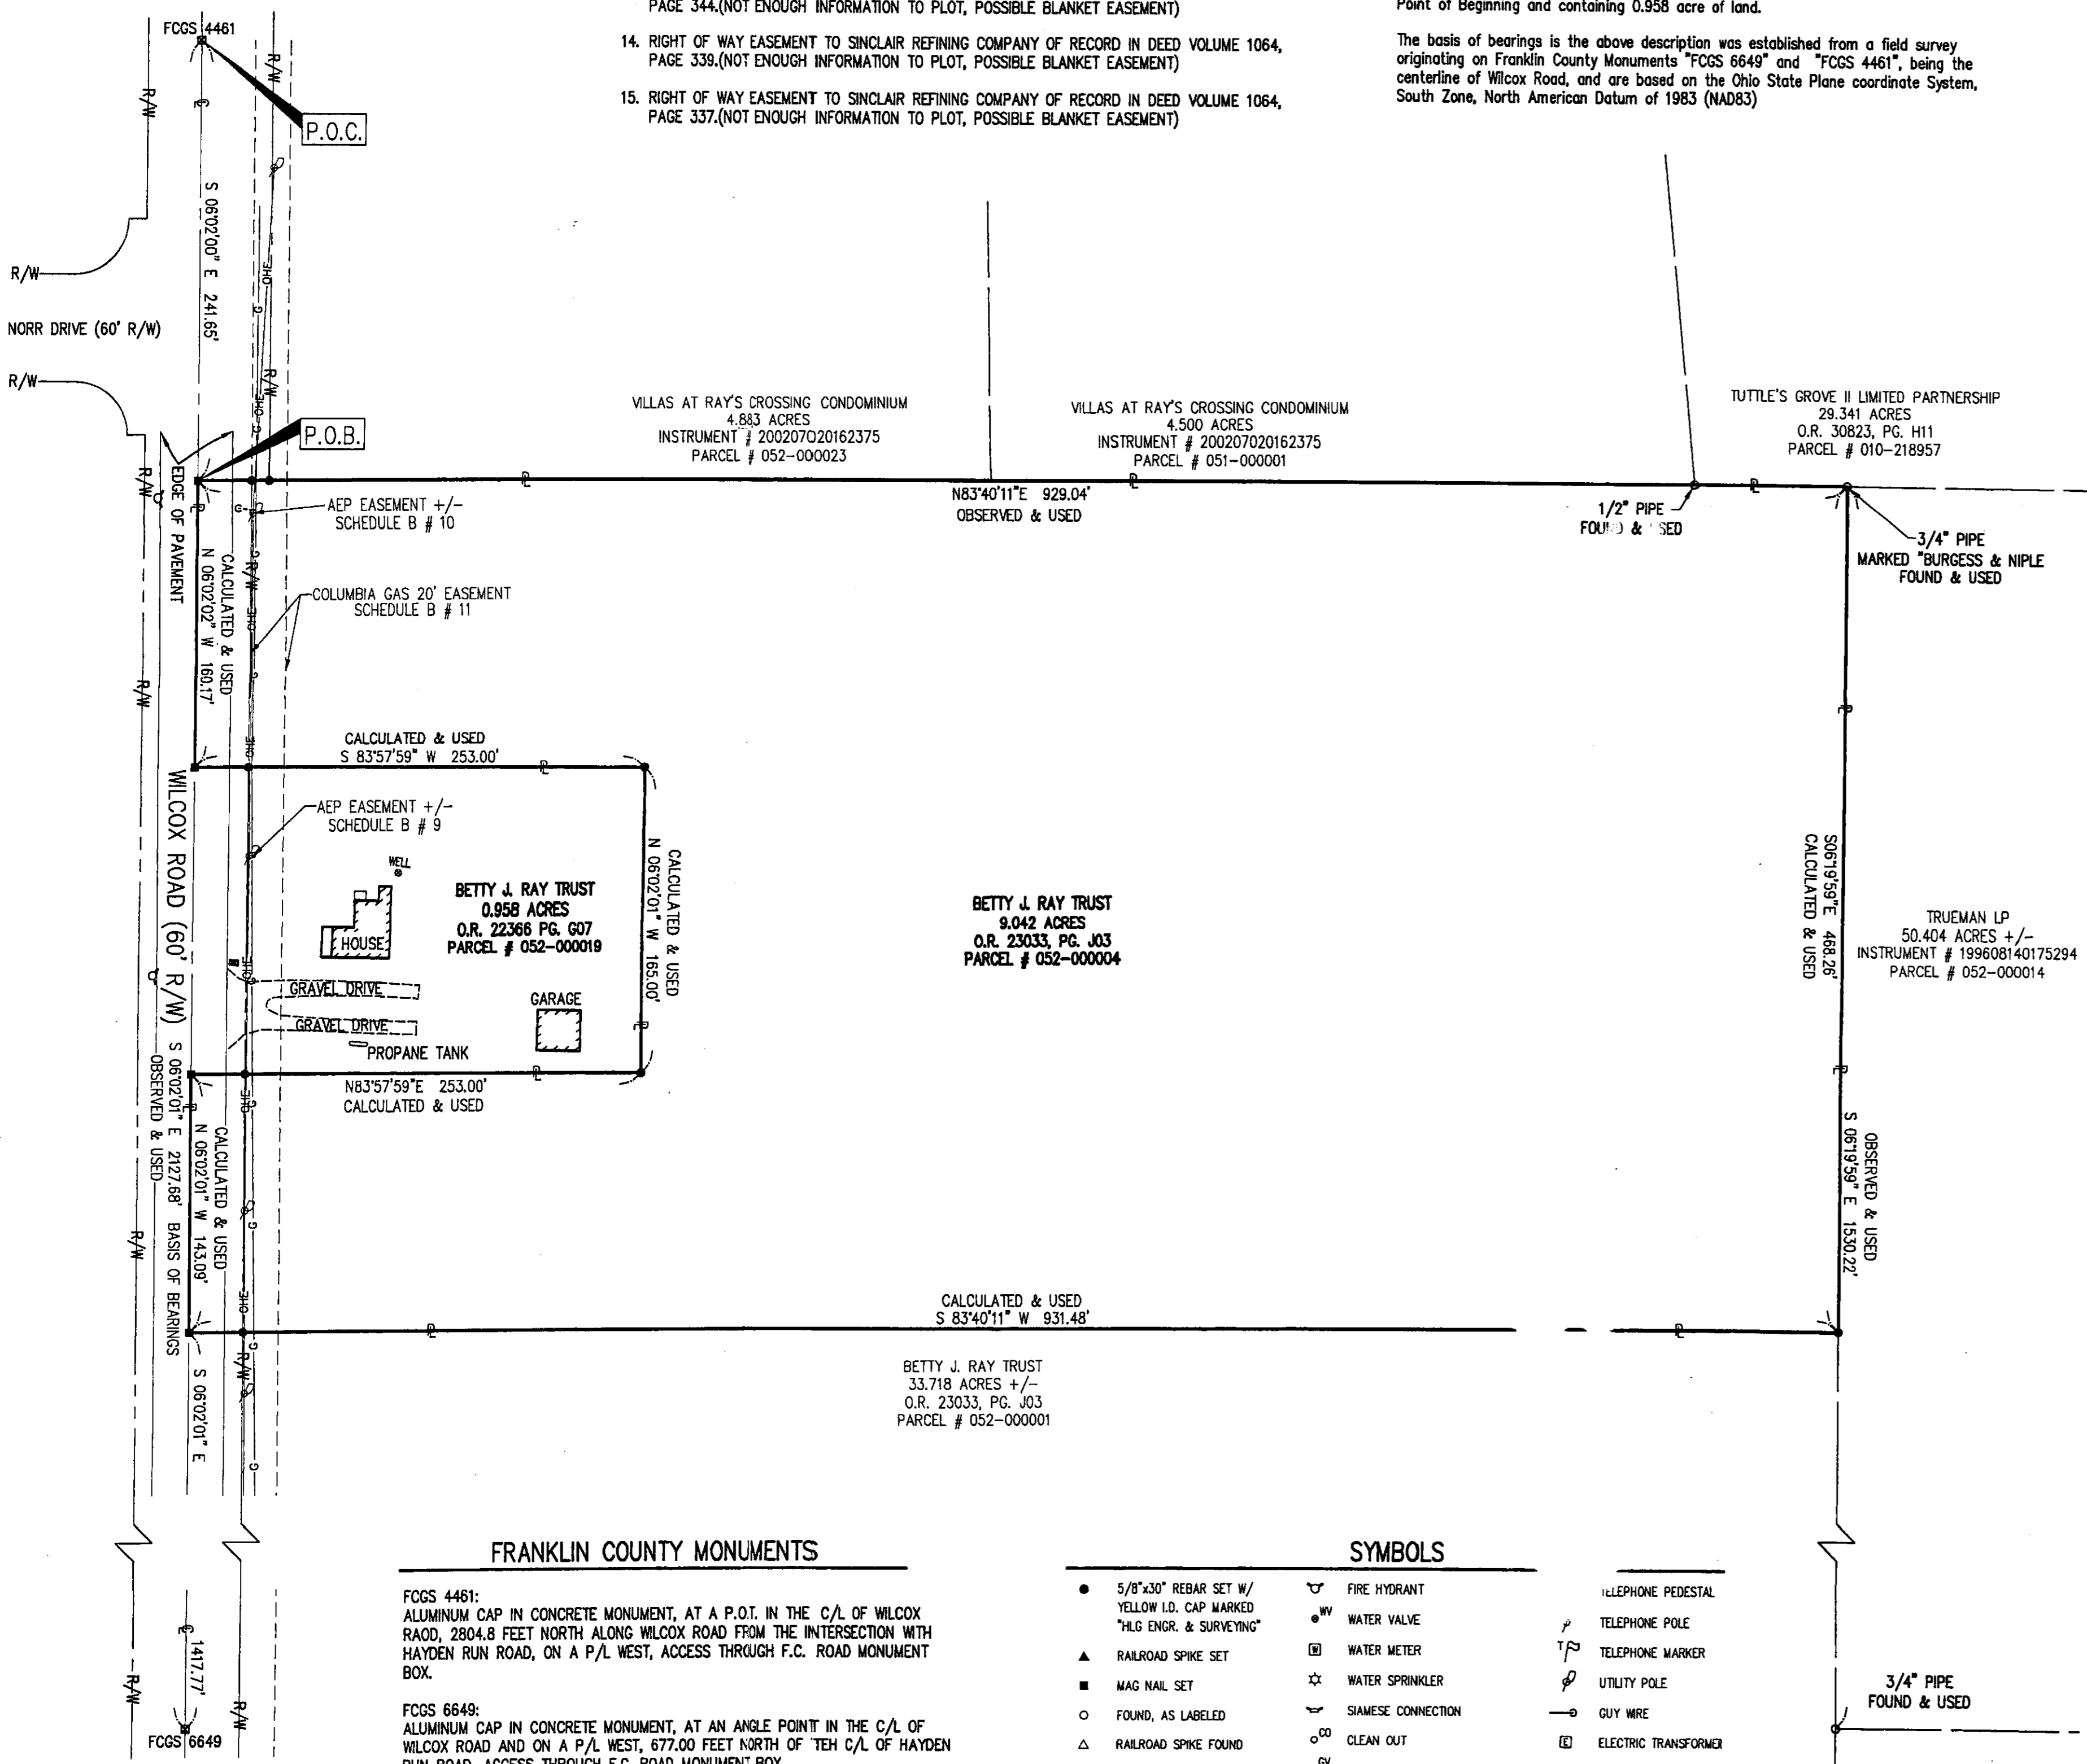 PAGE 344.(NOT ENOUGH INFORMATION TO PLOT, POSSIBLE BLANKET EASEMENT)
14. RIGHT OF WAY EASEMENT TO SINCLAIR REFINING COMPANY OF RECORD IN DEED VOLUME 1064,
PAGE 339.(NOT ENOUGH INFORMATION TO PLOT, POSSIBLE BLANKET EASEMENT)
15. RIGHT OF WAY EASEMENT TO SINCLAIR REFINING COMPANY OF RECORD IN DEED VOLUME 1064,
PAGE 337.(NOT ENOUGH INFORMATION TO PLOT, POSSIBLE BLANKET EASEMENT)
Point of Beginning and containing 0.958 acre of land.
The basis of bearings is the above description was established from a field survey
originating on Franklin County Monuments "FCGS 6649" and "FCGS 4461", being the
centerline of Wilcox Road, and are based on the Ohio State Plane coordinate System,
South Zone, North American Datum of 1983 (NAD83)
FCGS 4461
R/W
R/W
P.O.C.
S 06°02'00" E 241.65'
OHE
G
R/W
NORR DRIVE (60' R/W)
R/W
R/W
OHE
G
P.O.B.
VILLAS AT RAY'S CROSSING CONDOMINIUM
4.883 ACRES
INSTRUMENT # 200207020162375
PARCEL # 052-000023
VILLAS AT RAY'S CROSSING CONDOMINIUM
4.500 ACRES
INSTRUMENT # 200207020162375
PARCEL # 051-000001
TUTTLE'S GROVE II LIMITED PARTNERSHIP
29.341 ACRES
O.R. 30823, PG. H11
PARCEL # 010-218957
R/W
EDGE OF PAVEMENT
N83°40'11"E 929.04'
OBSERVED & USED
1/2" PIPE
3/4" PIPE
MARKED "BURGESS & NIPLE
FOUND & USED
AEP EASEMENT +/-
SCHEDULE B # 10
CALCULATED & USED
N 06°02'02" W 160.17'
G
R/W
OHE
COLUMBIA GAS 20' EASEMENT
SCHEDULE B # 11
R/W
CALCULATED & USED
S 83°57'59" W 253.00'
OHE
AEP EASEMENT +/-
SCHEDULE B # 9
WILCOX ROAD (60' R/W)
WELL
HOUSE
BETTY J. RAY TRUST
0.958 ACRES
O.R. 22366 PG. G07
PARCEL # 052-000019
CALCULATED & USED
N 06°02'01" W 165.00'
BETTY J. RAY TRUST
9.042 ACRES
O.R. 23033, PG. J03
PARCEL # 052-000004
S06°19'59"E 468.26'
CALCULATED & USED
TRUEMAN LP
50.404 ACRES +/-
INSTRUMENT # 199608140175294
PARCEL # 052-000014
OHE
G
GRAVEL DRIVE
GRAVEL DRIVE
GARAGE
PROPANE TANK
N83°57'59"E 253.00'
CALCULATED & USED
OHE
G
S 06°02'01" E 2127.68' BASIS OF BEARINGS
OBSERVED & USED
CALCULATED & USED
N 06°02'01" W 143.09'
OBSERVED & USED
S 06°19'59" E 1530.22'
R/W
G
OHE
G
CALCULATED & USED
S 83°40'11" W 931.48'
R/W
S 06°02'01" E
G
BETTY J. RAY TRUST
33.718 ACRES +/-
O.R. 23033, PG. J03
PARCEL # 052-000001
R/W
1417.77'
R/W
FCGS 6649
FRANKLIN COUNTY MONUMENTS
FCGS 4461:
ALUMINUM CAP IN CONCRETE MONUMENT, AT A P.O.T. IN THE C/L OF WILCOX
RAOD, 2804.8 FEET NORTH ALONG WILCOX ROAD FROM THE INTERSECTION WITH
HAYDEN RUN ROAD, ON A P/L WEST, ACCESS THROUGH F.C. ROAD MONUMENT
BOX.
FCGS 6649:
ALUMINUM CAP IN CONCRETE MONUMENT, AT AN ANGLE POINT IN THE C/L OF
WILCOX ROAD AND ON A P/L WEST, 677.00 FEET NORTH OF TEH C/L OF HAYDEN
RUN ROAD, ACCESS THROUGH F.C. ROAD MONUMENT BOX
SYMBOLS
5/8"x30" REBAR SET W/
YELLOW I.D. CAP MARKED
"HLG ENGR. & SURVEYING"
RAILROAD SPIKE SET
MAG NAIL SET
FOUND, AS LABELED
RAILROAD SPIKE FOUND
FIRE HYDRANT
WV WATER VALVE
W WATER METER
WATER SPRINKLER
SIAMESE CONNECTION
CO CLEAN OUT
GV
TELEPHONE PEDESTAL
TELEPHONE POLE
T TELEPHONE MARKER
UTILITY POLE
GUY WIRE
E ELECTRIC TRANSFORMER
3/4" PIPE
FOUND & USED